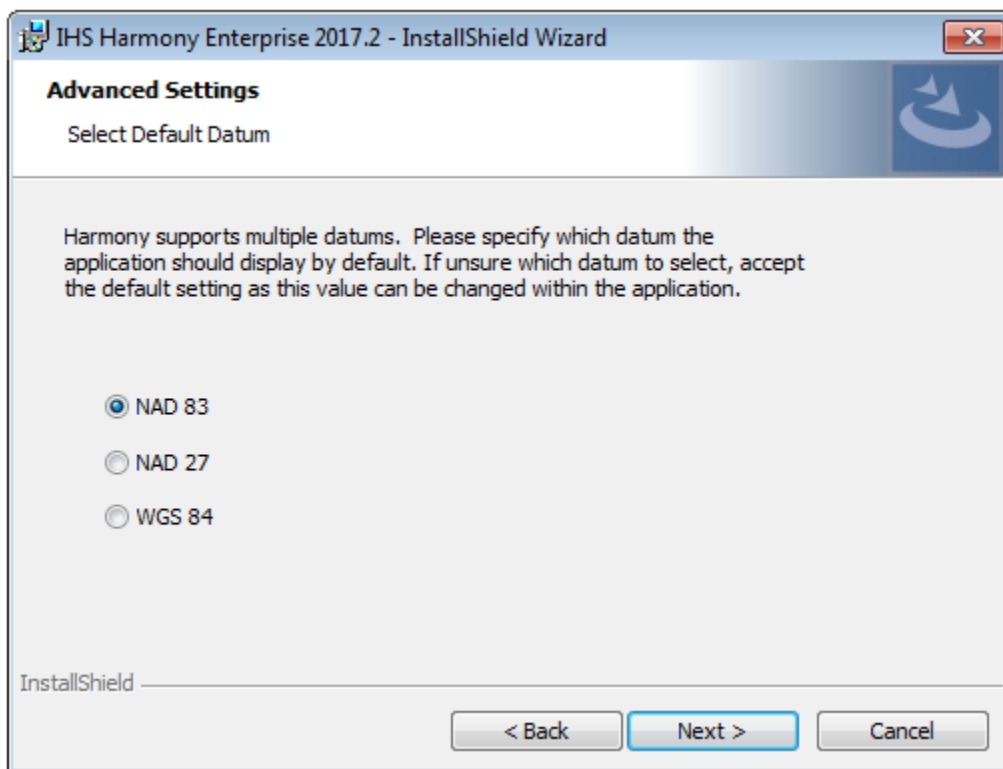 IHS Harmony Enterprise 2017.2 - InstallShield Wizard
Advanced Settings
Select Default Datum
Harmony supports multiple datums.  Please specify which datum the
application should display by default. If unsure which datum to select, accept
the default setting as this value can be changed within the application.
NAD 83
NAD 27
WGS 84
InstallShield
< Back
Next >
Cancel